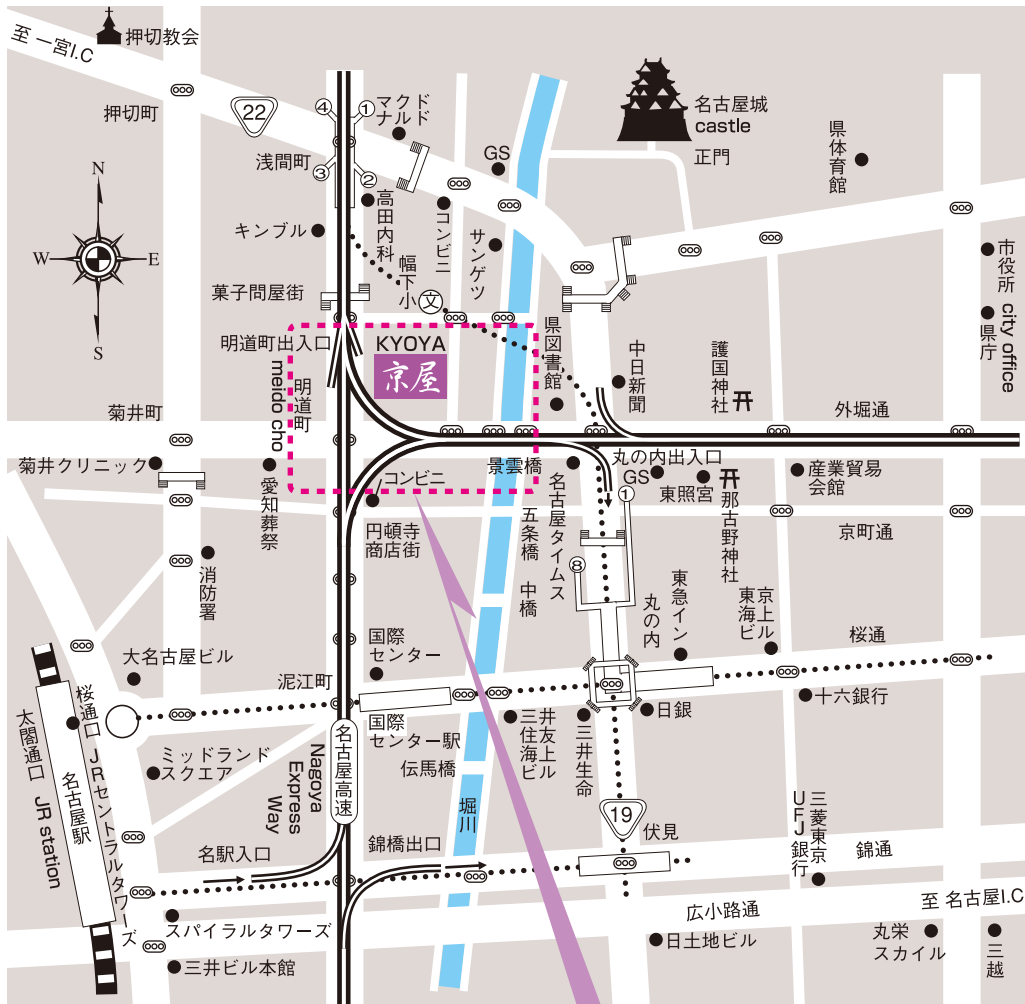 押切教会
至 一宮I.C
押切町
22
④
①
③
②
マクド
ナルド
浅間町
GS
名古屋城
castle
正門
県体育館
高田内科
コンビニ
サンゲツ
キンブル
幅下小
文
菓子問屋街
N
W
E
S
市役所
city office
県庁
明道町出入口
KYOYA
京屋
明道町
meido cho
県図書館
中日新聞
護国神社
外堀通
菊井町
菊井クリニック
愛知葬祭
コンビニ
景雲橋
丸の内出入口
GS
①
東照宮
産業貿易
会館
那古野神社
名古屋タイムス
五条橋
円頓寺
商店街
京町通
消防署
中橋
⑧
丸の内
東急イン
東京
海上
ビル
桜通
国際
センター
大名古屋ビル
泥江町
桜通口
太閤通口
名古屋駅
JR station
JRセントラルタワーズ
ミッドランド
スクエア
国際
センター駅
伝馬橋
名古屋高速
Nagoya
Express
Way
三井
住友
海上
ビル
三井生命
日銀
十六銀行
堀川
19
伏見
三菱東京
UFJ銀行
錦通
名駅入口
錦橋出口
至 名古屋I.C
広小路通
スパイラルタワーズ
三井ビル本館
日土地ビル
丸栄
スカイル
三越